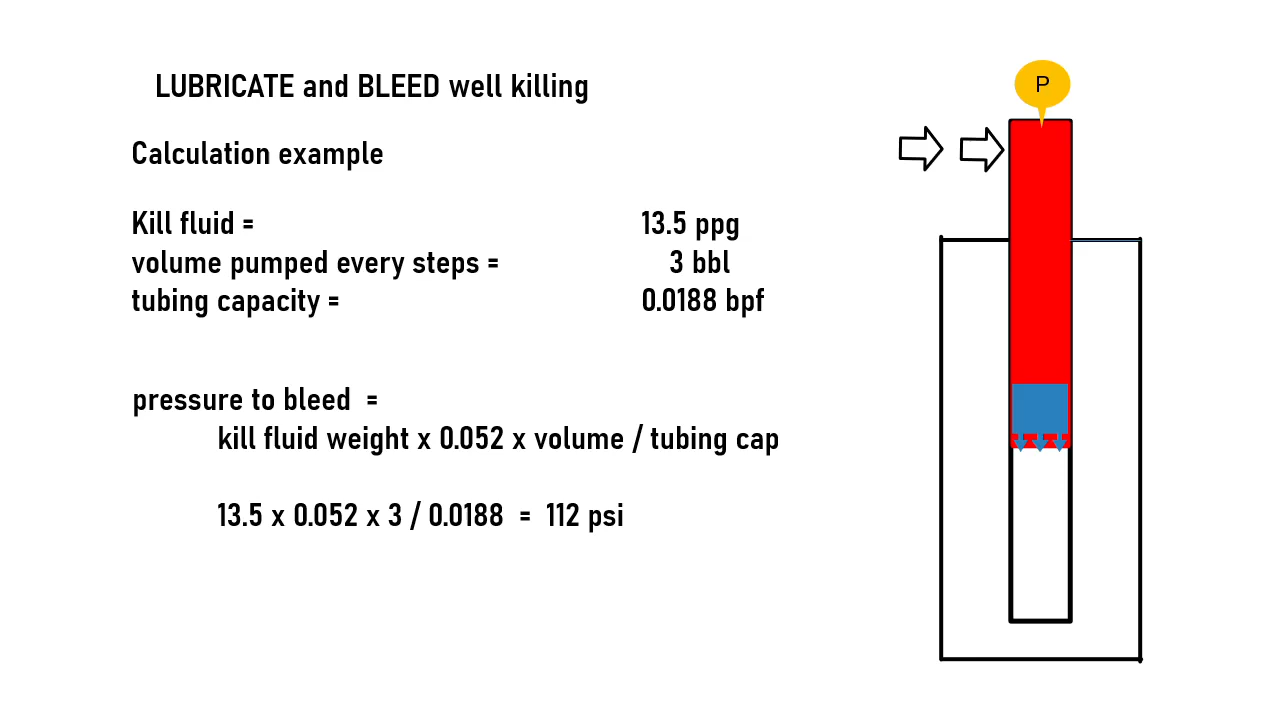 LUBRICATE and BLEED well killing
P
Calculation example
Kill fluid = 13.5 ppg
volume pumped every steps = 3 bbl
tubing capacity = 0.0188 bpf
pressure to bleed =
kill fluid weight x 0.052 x volume / tubing cap
13.5 x 0.052 x 3 / 0.0188 = 112 psi